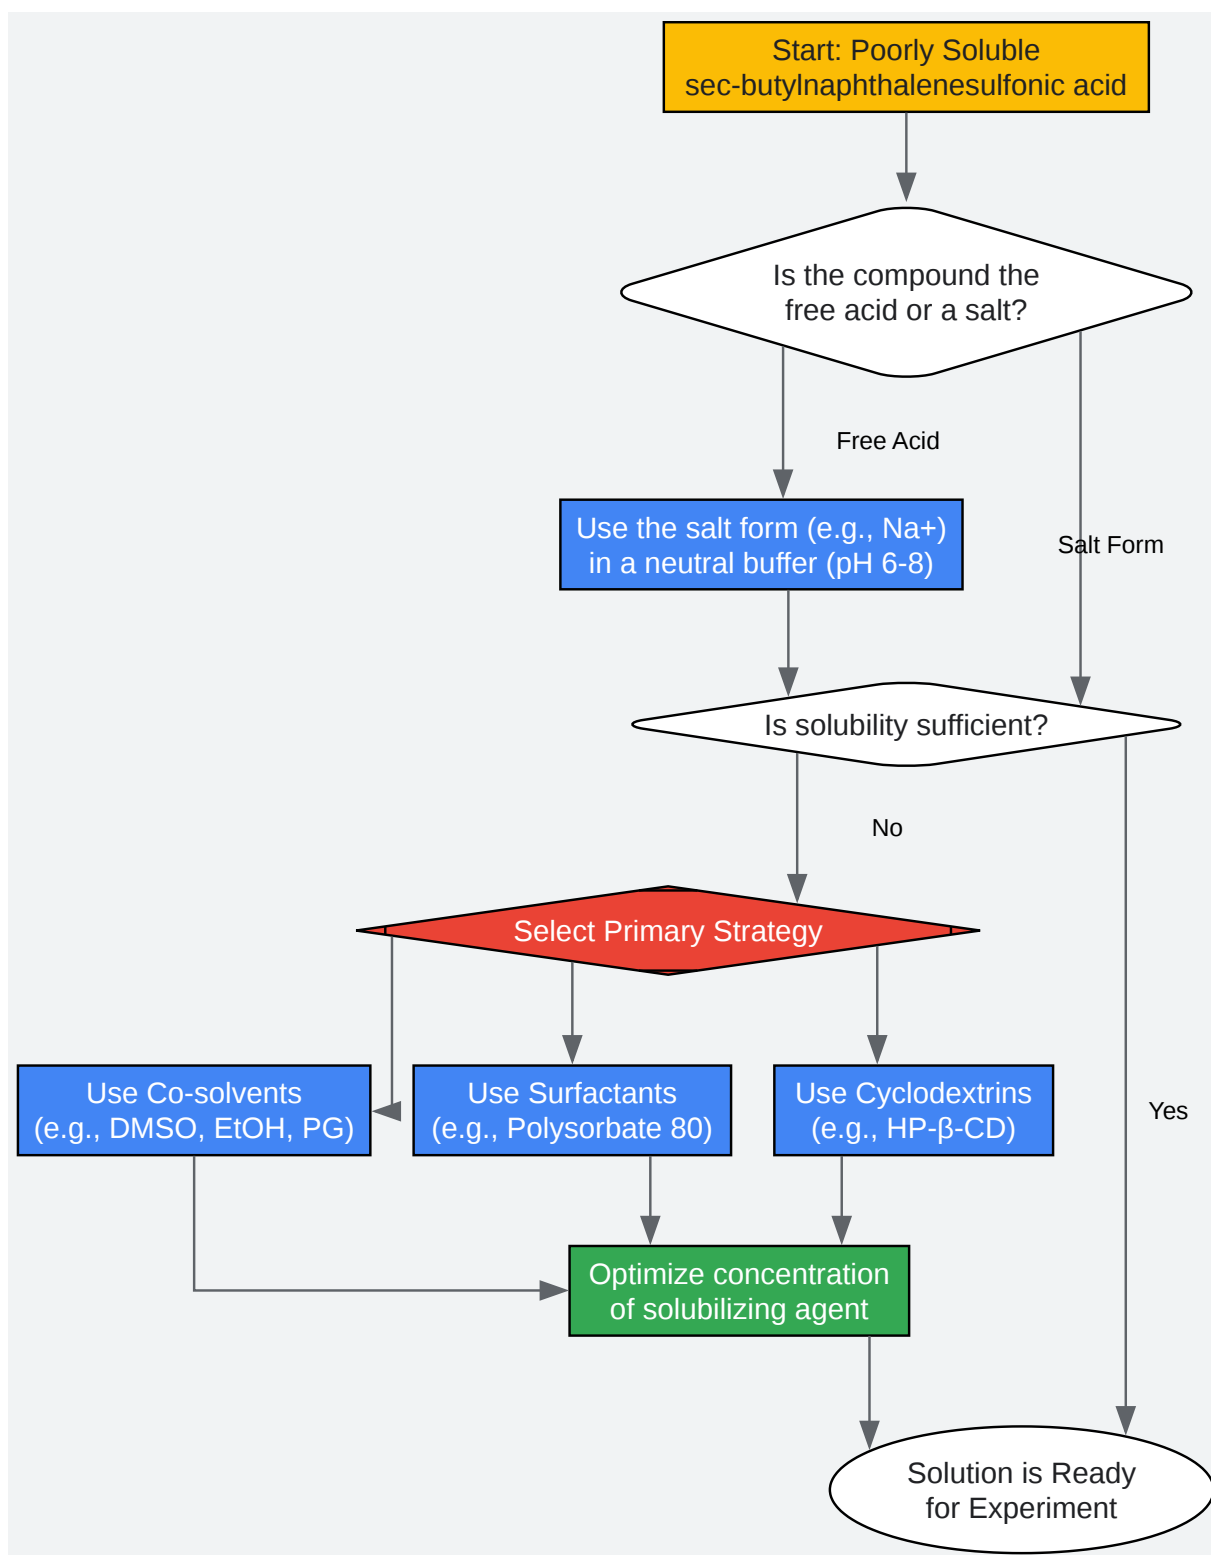 Start: Poorly Soluble
sec-butylnaphthalenesulfonic acid
Is the compound the
free acid or a salt?
Free Acid
Use the salt form (e.g., Na+)
in a neutral buffer (pH 6-8)
Salt Form
Is solubility sufficient?
No
Select Primary Strategy
Use Co-solvents
(e.g., DMSO, EtOH, PG)
Use Surfactants
(e.g., Polysorbate 80)
Use Cyclodextrins
(e.g., HP-β-CD)
Yes
Optimize concentration
of solubilizing agent
Solution is Ready
for Experiment